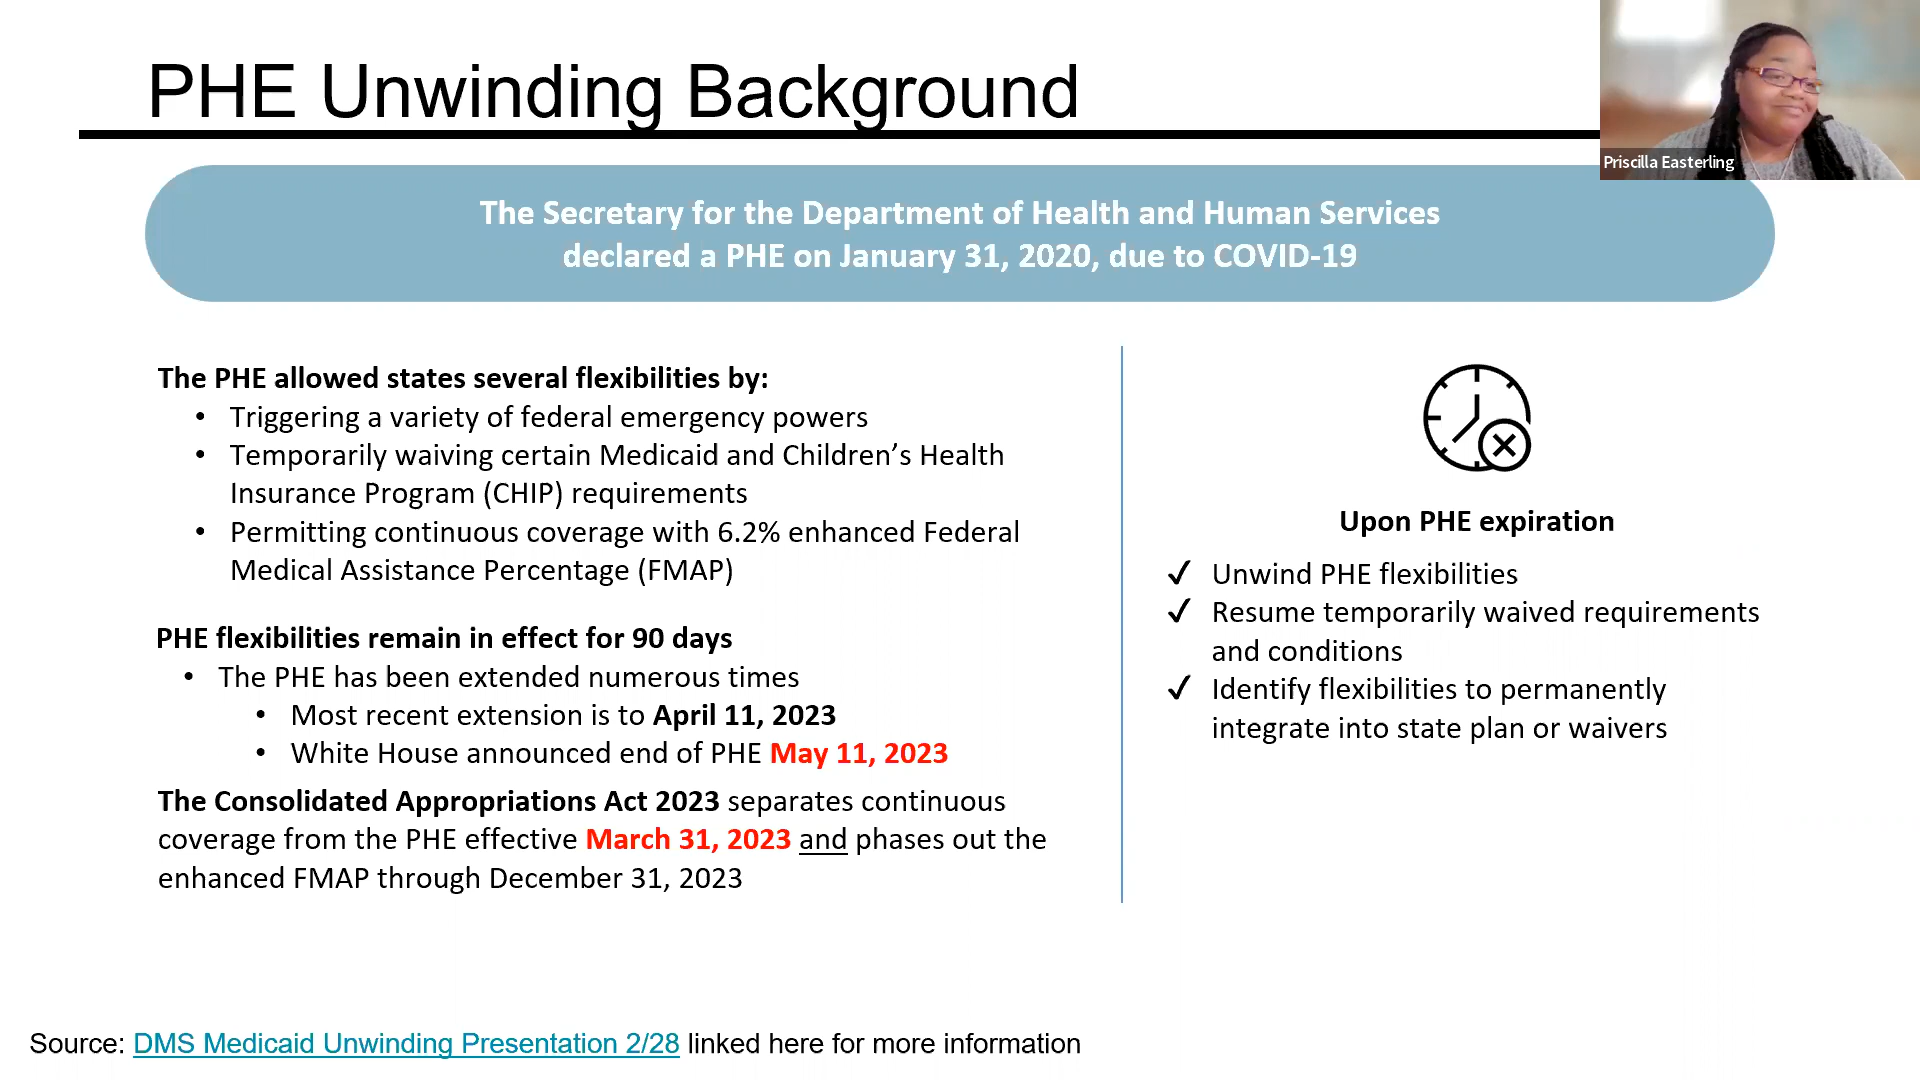 PHE Unwinding Background
Priscilla Easterling
The Secretary for the Department of Health and Human Services
declared a PHE on January 31, 2020, due to COVID-19
The PHE allowed states several flexibilities by:
• Triggering a variety of federal emergency powers
• Temporarily waiving certain Medicaid and Children’s Health
Insurance Program (CHIP) requirements
• Permitting continuous coverage with 6.2% enhanced Federal
Medical Assistance Percentage (FMAP)
PHE flexibilities remain in effect for 90 days
• The PHE has been extended numerous times
• Most recent extension is to April 11, 2023
• White House announced end of PHE May 11, 2023
The Consolidated Appropriations Act 2023 separates continuous
coverage from the PHE effective March 31, 2023 and phases out the
enhanced FMAP through December 31, 2023
Upon PHE expiration
✓ Unwind PHE flexibilities
✓ Resume temporarily waived requirements
and conditions
✓ Identify flexibilities to permanently
integrate into state plan or waivers
Source: DMS Medicaid Unwinding Presentation 2/28 linked here for more information